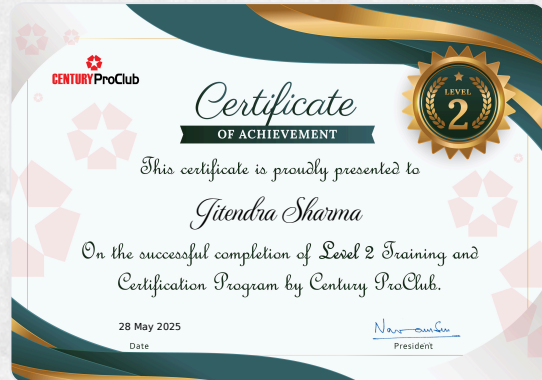 CENTURY ProClub
LEVEL
2
Certificate
OF ACHIEVEMENT
This certificate is proudly presented to
Jitendra Sharma
On the successful completion of Level 2 Training and
Certification Program by Century ProClub.
28 May 2025
Date
President